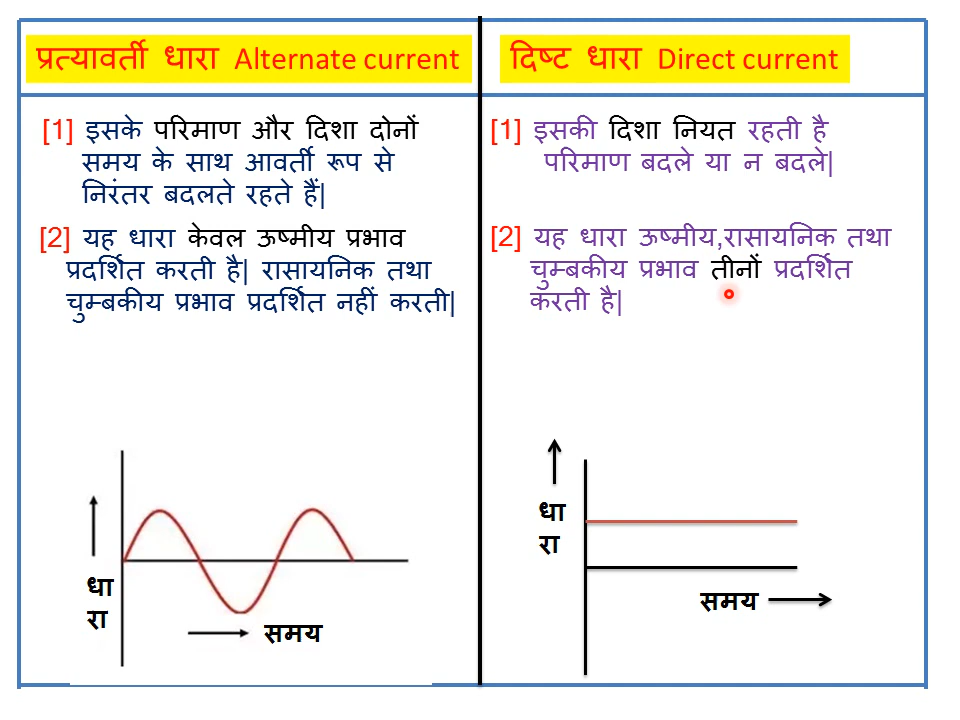 प्रत्यावर्ती धारा Alternate current
[1] इसके परिमाण और दिशा दोनों
समय के साथ आवर्ती रूप से
निरंतर बदलते रहते हैं|
[2] यह धारा केवल ऊष्मीय प्रभाव
प्रदर्शित करती है| रासायनिक तथा
चुम्बकीय प्रभाव प्रदर्शित नहीं करती|
धा
रा
समय
दिष्ट धारा Direct current
[1] इसकी दिशा नियत रहती है
परिमाण बदले या न बदले|
[2] यह धारा ऊष्मीय,रासायनिक तथा
चुम्बकीय प्रभाव तीनों प्रदर्शित
करती है|
धा
रा
समय